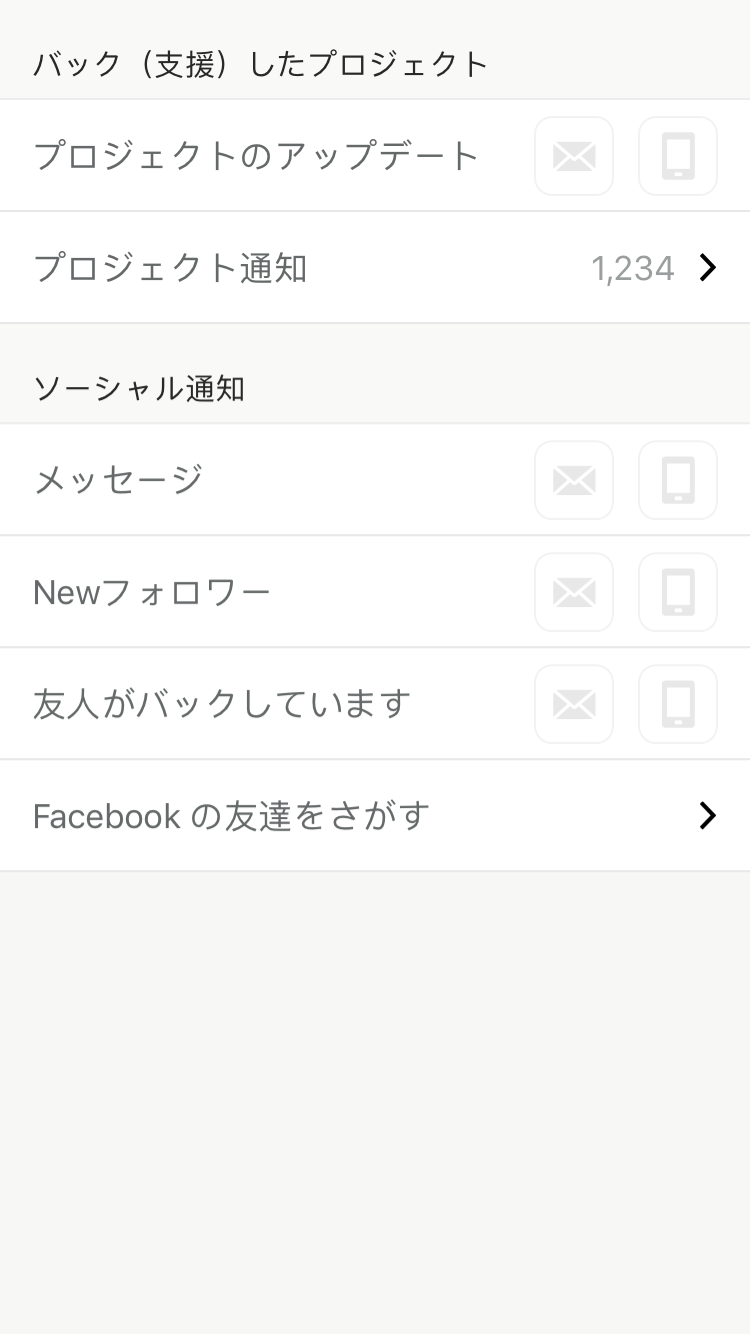 バック（支援）したプロジェクト
プロジェクトのアップデート
プロジェクト通知 1,234
ソーシャル通知
メッセージ
Newフォロワー
友人がバックしています
Facebook の友達をさがす